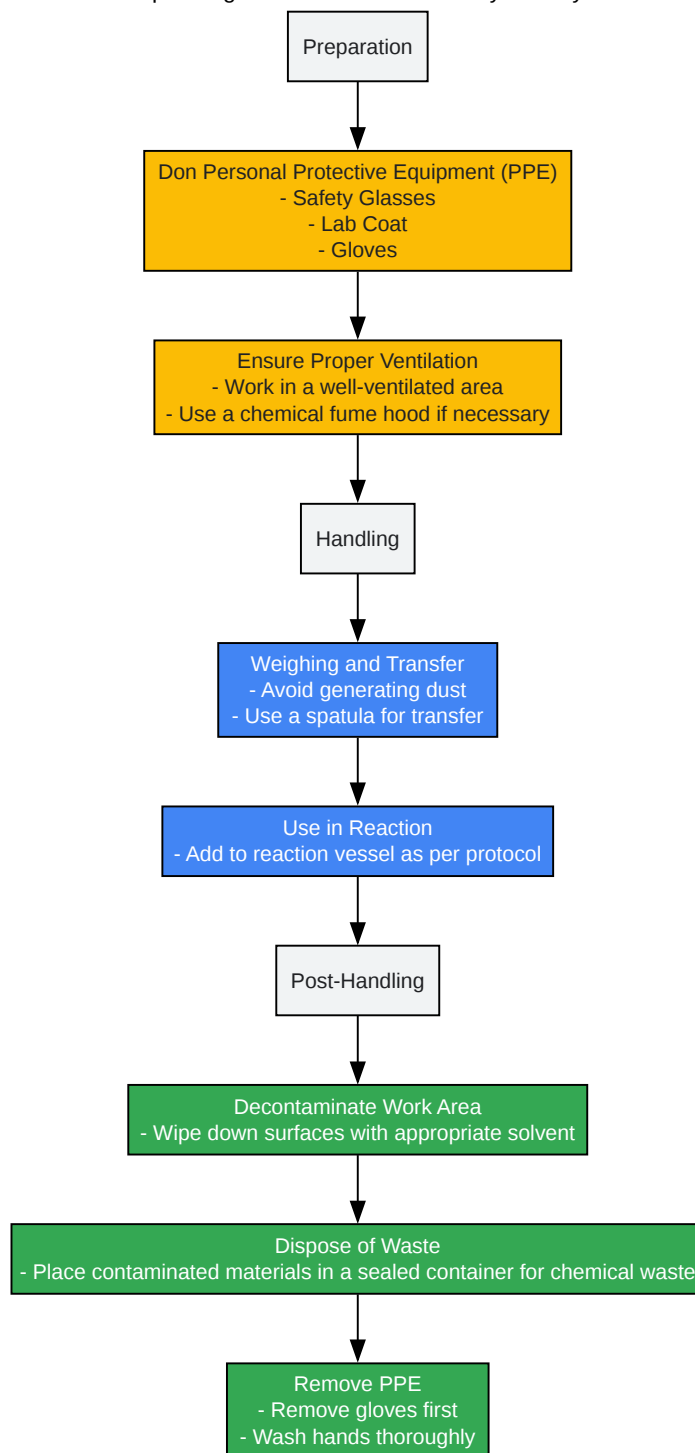 Preparation
Don Personal Protective Equipment (PPE)
- Safety Glasses
- Lab Coat
- Gloves
Ensure Proper Ventilation
- Work in a well-ventilated area
- Use a chemical fume hood if necessary
Handling
Weighing and Transfer
- Avoid generating dust
- Use a spatula for transfer
Use in Reaction
- Add to reaction vessel as per protocol
Post-Handling
Decontaminate Work Area
- Wipe down surfaces with appropriate solvent
Dispose of Waste
- Place contaminated materials in a sealed container for chemical waste
Remove PPE
- Remove gloves first
- Wash hands thoroughly